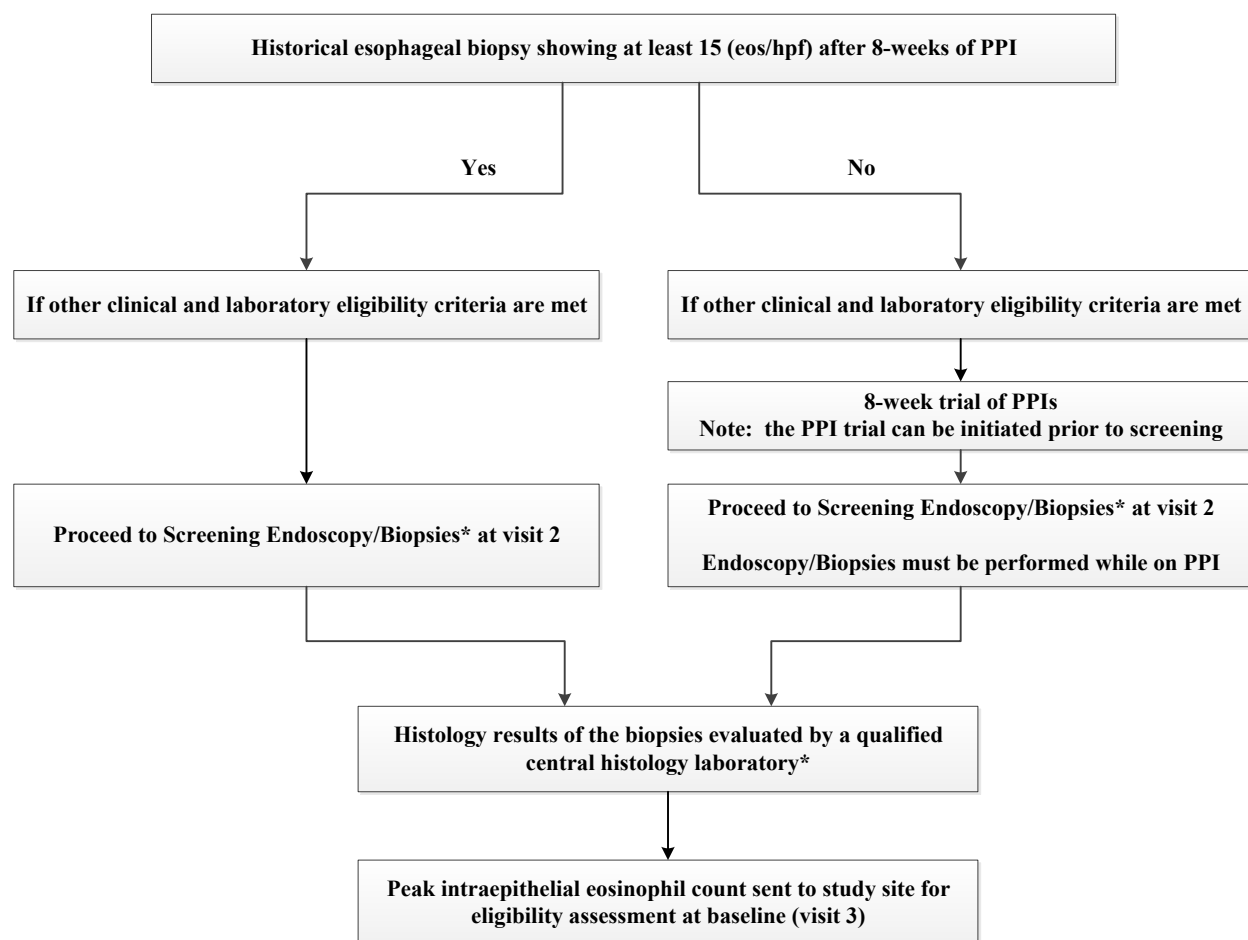 Historical esophageal biopsy showing at least 15 (eos/hpf) after 8-weeks of PPI
Yes
No
If other clinical and laboratory eligibility criteria are met
If other clinical and laboratory eligibility criteria are met
8-week trial of PPIs
Note:  the PPI trial can be initiated prior to screening
Proceed to Screening Endoscopy/Biopsies* at visit 2
Proceed to Screening Endoscopy/Biopsies* at visit 2
Endoscopy/Biopsies must be performed while on PPI
Histology results of the biopsies evaluated by a qualified
central histology laboratory*
Peak intraepithelial eosinophil count sent to study site for
eligibility assessment at baseline (visit 3)